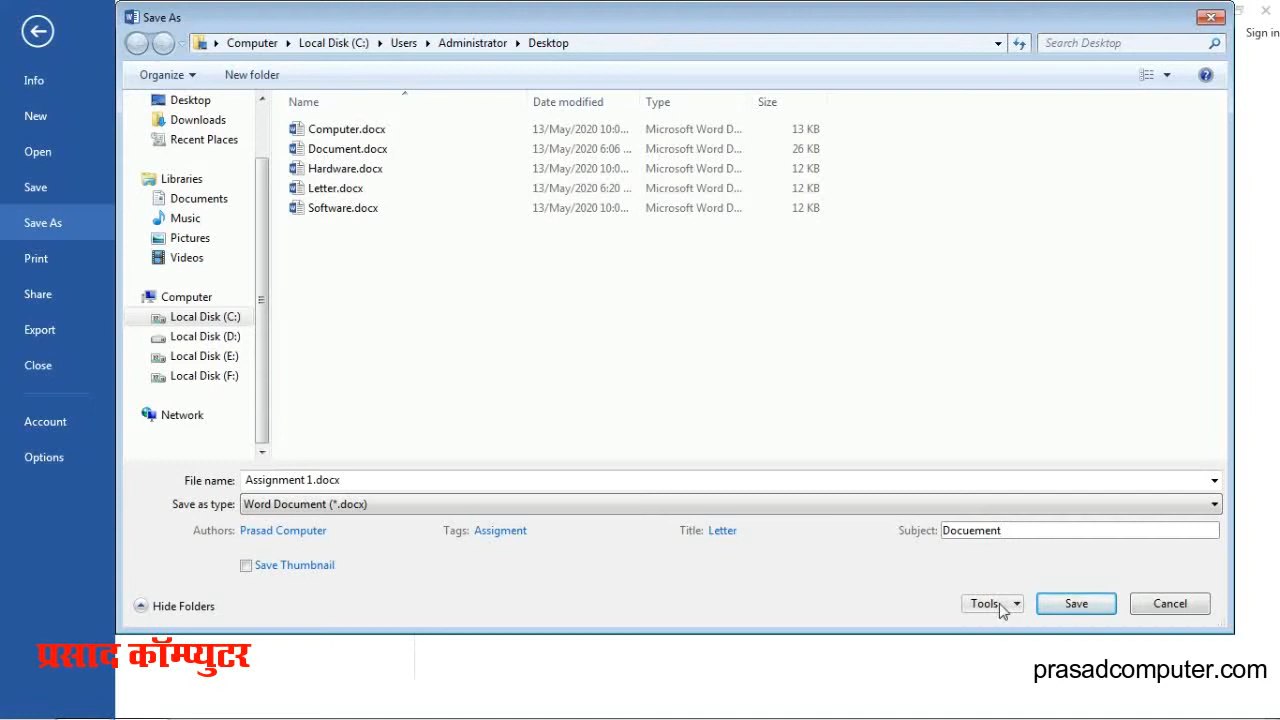 Save As
Sign in
Computer Local Disk (C:) Users Administrator Desktop
Search Desktop
Organize
New folder
Info
New
Open
Save
Save As
Print
Share
Export
Close
Account
Options
Desktop
Downloads
Recent Places
Libraries
Documents
Music
Pictures
Videos
Computer
Local Disk (C:)
Local Disk (D:)
Local Disk (E:)
Local Disk (F:)
Network
Name Date modified Type Size
Computer.docx 13/May/2020 10:0... Microsoft Word D... 13 KB
Document.docx 13/May/2020 6:06 ... Microsoft Word D... 26 KB
Hardware.docx 13/May/2020 10:0... Microsoft Word D... 12 KB
Letter.docx 13/May/2020 6:20 ... Microsoft Word D... 12 KB
Software.docx 13/May/2020 10:0... Microsoft Word D... 12 KB
File name: Assignment 1.docx
Save as type: Word Document (*.docx)
Authors: Prasad Computer Tags: Assigment Title: Letter Subject: Docuement
Save Thumbnail
Hide Folders
Tools Save Cancel
प्रसाद कॉम्प्युटर
prasadcomputer.com